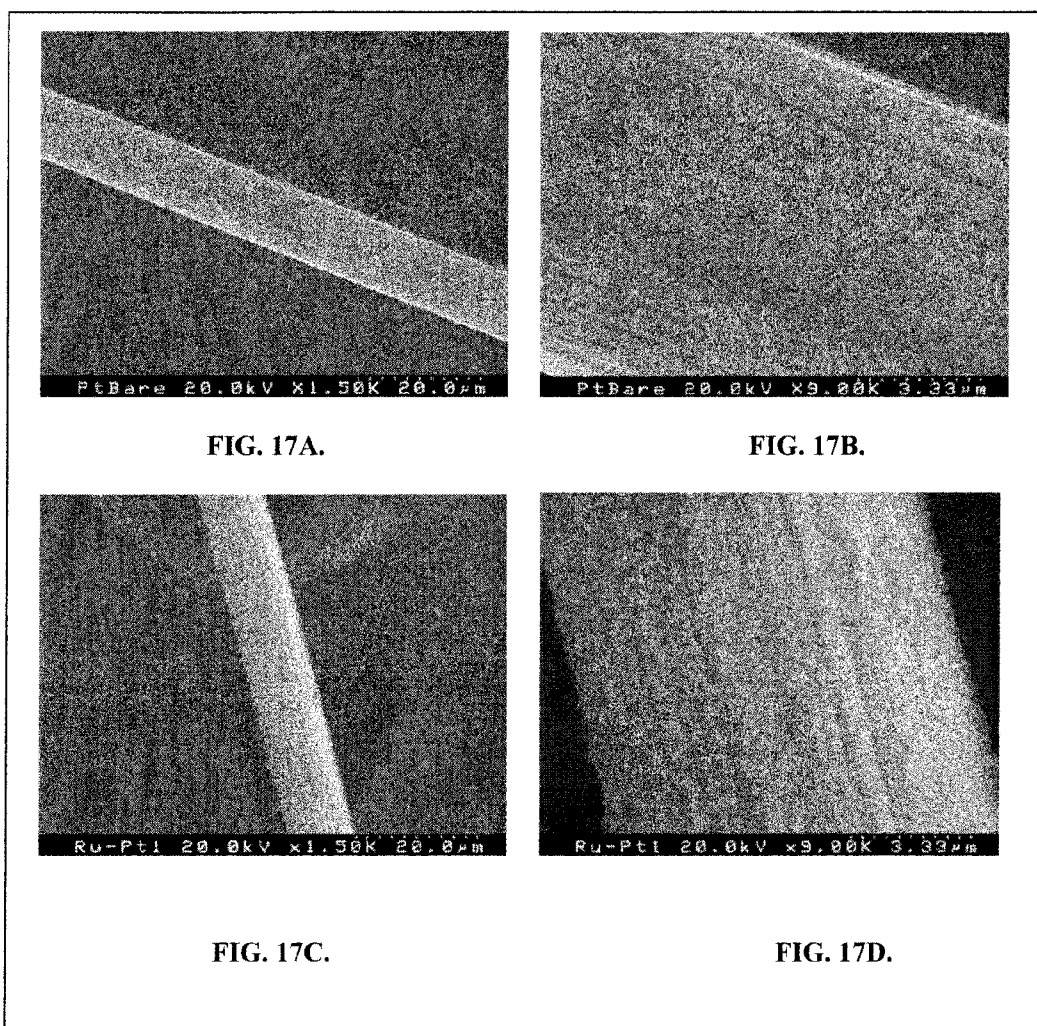 PtBare 20.0kV X1.50K 20.0μm
PtBare 20.0kV X9.00K 3.33μm
FIG. 17A.
FIG. 17B.
Ru-Pt1 20.0kV x1.50K 20.0μm
Ru-Pt1 20.0kV x9.00K 3.33μm
FIG. 17C.
FIG. 17D.